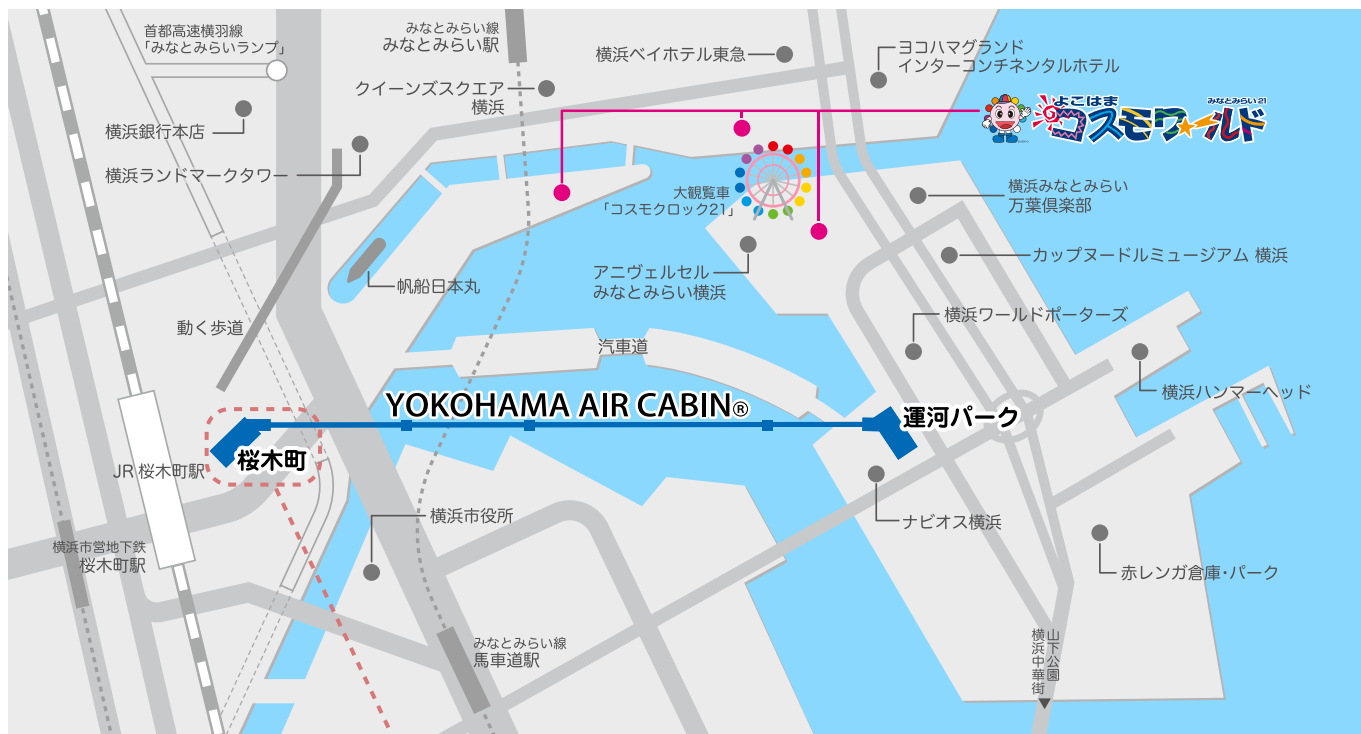 首都高速横羽線
「みなとみらいランプ」
みなとみらい線
みなとみらい駅
横浜ベイホテル東急
ヨコハマグランド
インターコンチネンタルホテル
クイーンズスクエア
横浜
よこはま
みなとみらい21
コスモワールド
横浜銀行本店
横浜ランドマークタワー
大観覧車
「コスモクロック21」
横浜みなとみらい
万葉倶楽部
カップヌードルミュージアム 横浜
アニヴェルセル
みなとみらい横浜
帆船日本丸
動く歩道
汽車道
横浜ワールドポーターズ
横浜ハンマーヘッド
YOKOHAMA AIR CABIN®
運河パーク
桜木町
JR 桜木町駅
横浜市役所
ナビオス横浜
横浜市営地下鉄
桜木町駅
赤レンガ倉庫・パーク
みなとみらい線
馬車道駅
山下公園
横浜中華街